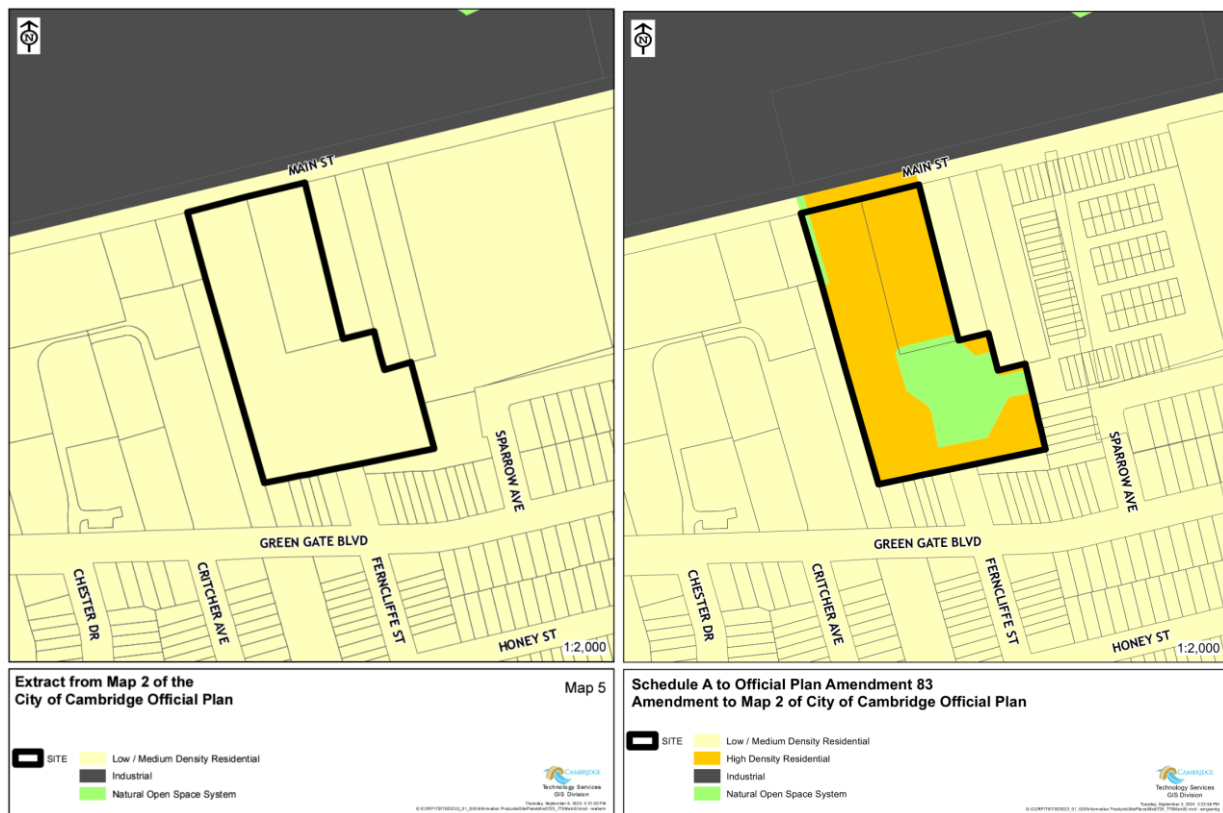 N
MAIN ST
SPARROW AVE
GREEN GATE BLVD
CHESTER DR
CRITCHER AVE
FERNCLIFFE ST
HONEY ST
1:2,000
Extract from Map 2 of the
City of Cambridge Official Plan
Map 5
SITE
Low / Medium Density Residential
Industrial
Natural Open Space System
CAMBRIDGE
Technology Services
GIS Division
N
MAIN ST
SPARROW AVE
GREEN GATE BLVD
CHESTER DR
CRITCHER AVE
FERNCLIFFE ST
HONEY ST
1:2,000
Schedule A to Official Plan Amendment 83
Amendment to Map 2 of City of Cambridge Official Plan
SITE
Low / Medium Density Residential
High Density Residential
Industrial
Natural Open Space System
CAMBRIDGE
Technology Services
GIS Division